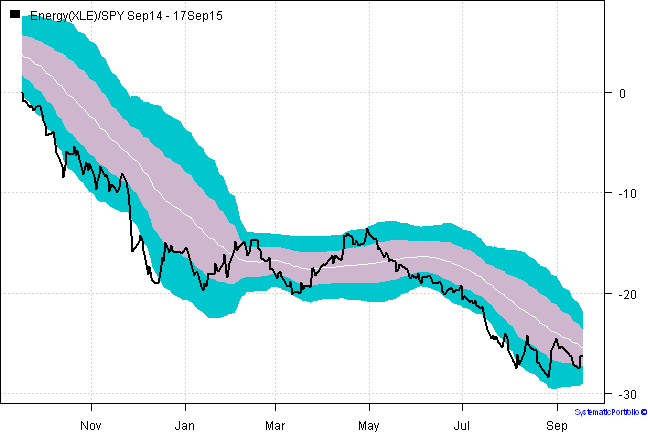 Energy(XLE)/SPY Sep14 - 17Sep15
0
-10
-20
-30
Nov Jan Mar May Jul Sep
SystematicPortfolio ©